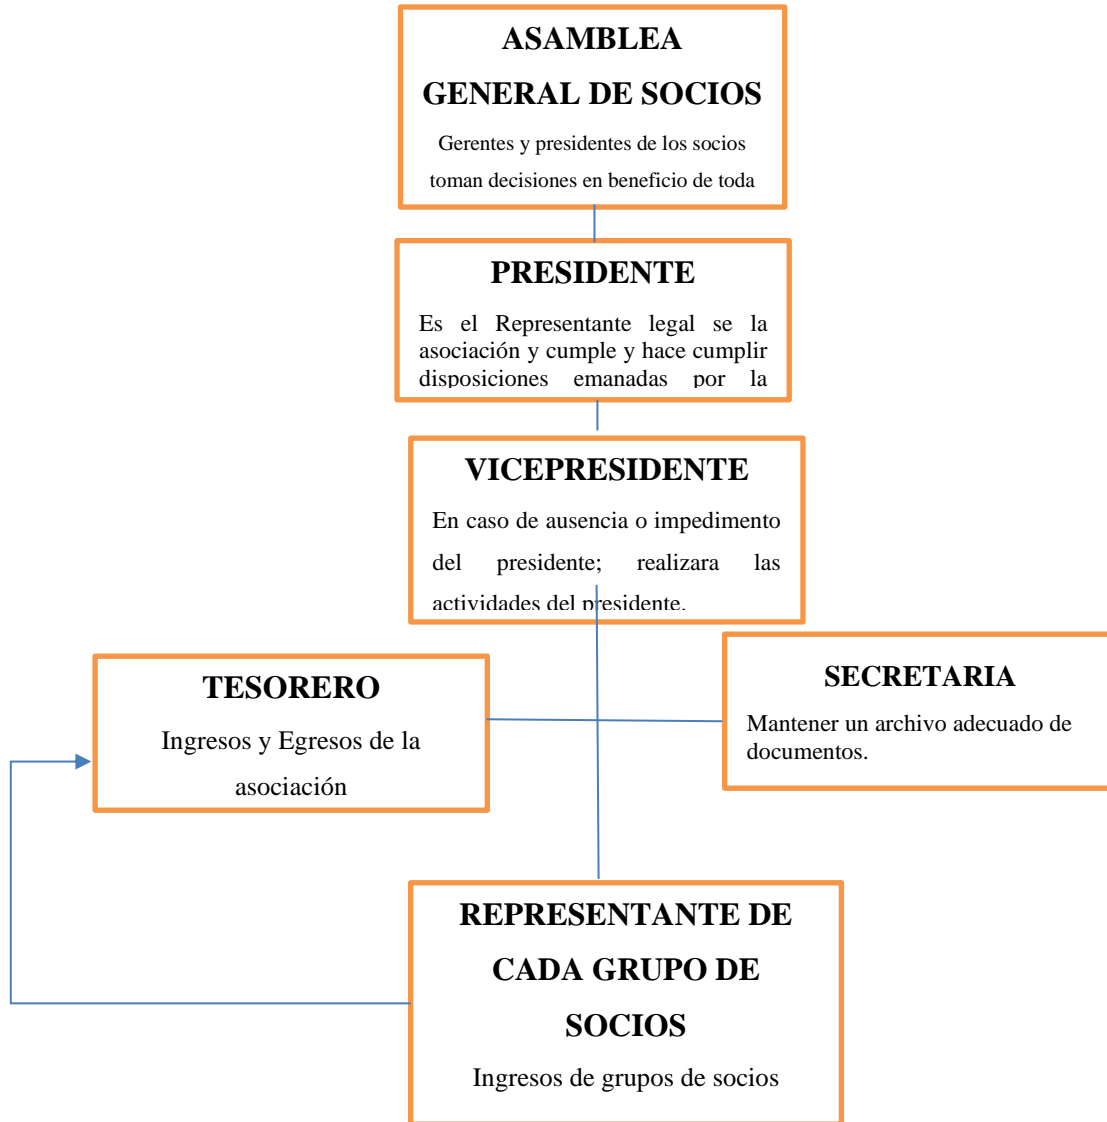 ASAMBLEA
GENERAL DE SOCIOS
Gerentes y presidentes de los socios
toman decisiones en beneficio de toda
PRESIDENTE
Es el Representante legal se la
asociación y cumple y hace cumplir
disposiciones emanadas por la
VICEPRESIDENTE
En caso de ausencia o impedimento
del presidente; realizara las
actividades del presidente.
TESORERO
Ingresos y Egresos de la
asociación
SECRETARIA
Mantener un archivo adecuado de
documentos.
REPRESENTANTE DE
CADA GRUPO DE
SOCIOS
Ingresos de grupos de socios